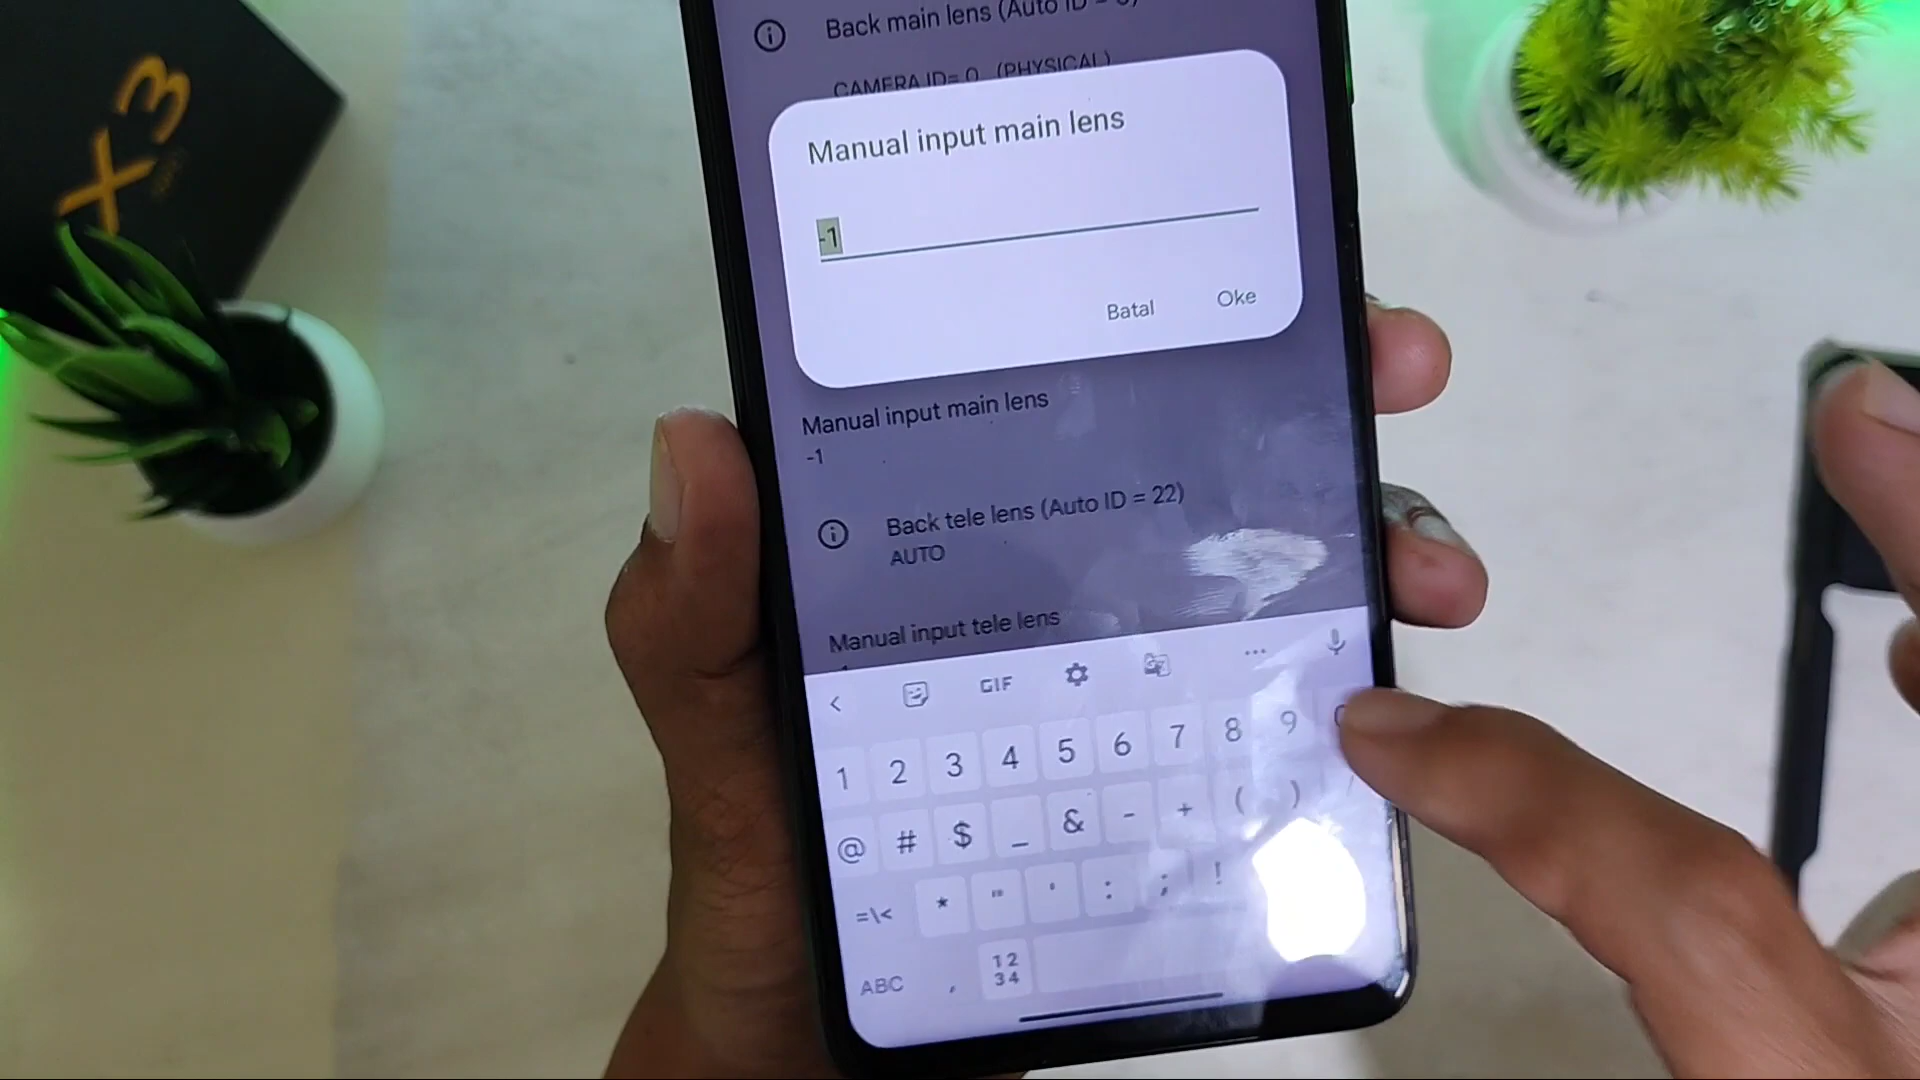 X3
Back main lens (Auto ID =
CAMERA ID= 0 (PHYSICAL)
Manual input main lens
-1
Batal
Oke
Manual input main lens
-1
Back tele lens (Auto ID = 22)
AUTO
Manual input tele lens
GIF
1 2 3 4 5 6 7 8 9
@ # $ _ & - + ( ) /
=\< * " ' : ; !
ABC , 12
34